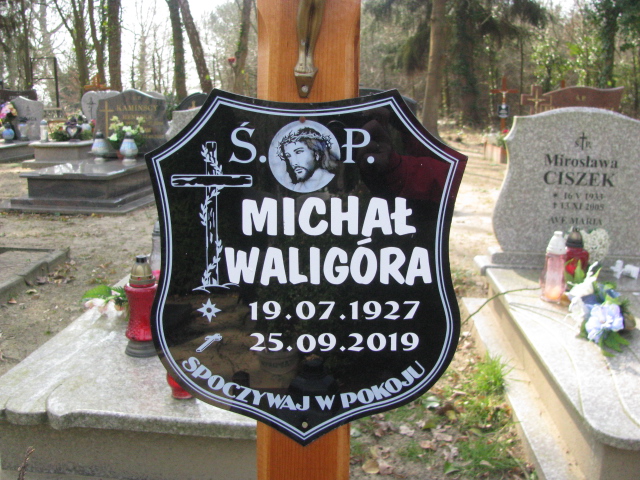 Ś. P.
MICHAŁ
WALIGÓRA
19.07.1927
25.09.2019
SPOCZYWAJ W POKOJU
Mirosława
CISZEK
AVE MARIA